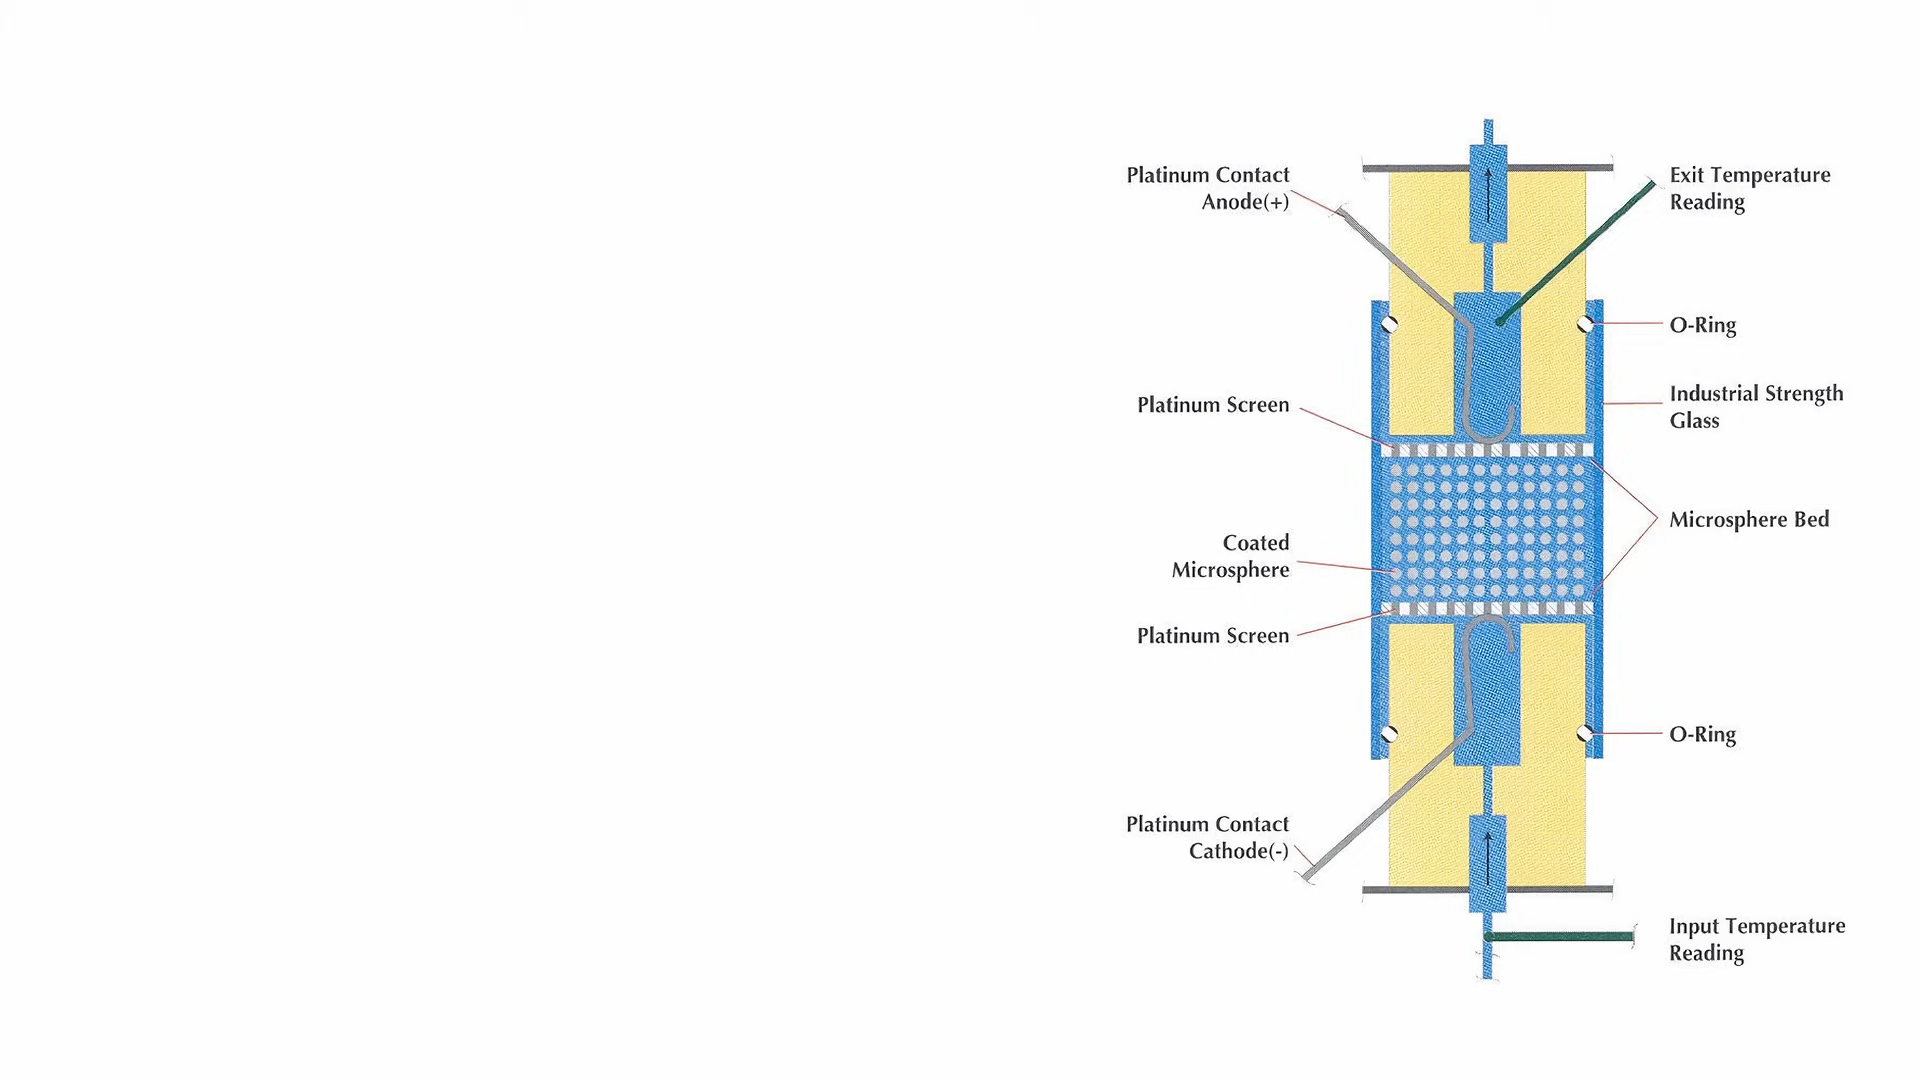 Platinum Contact
Anode(+)
Exit Temperature
Reading
O-Ring
Industrial Strength
Glass
Platinum Screen
Microsphere Bed
Coated
Microsphere
Platinum Screen
O-Ring
Platinum Contact
Cathode(-)
Input Temperature
Reading